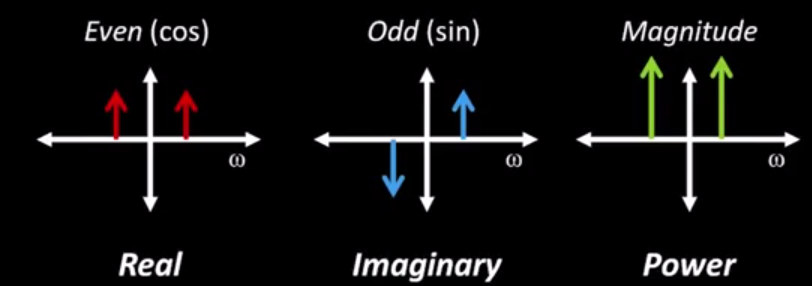 Even (cos)
Odd (sin)
Magnitude
ω
ω
ω
Real
Imaginary
Power